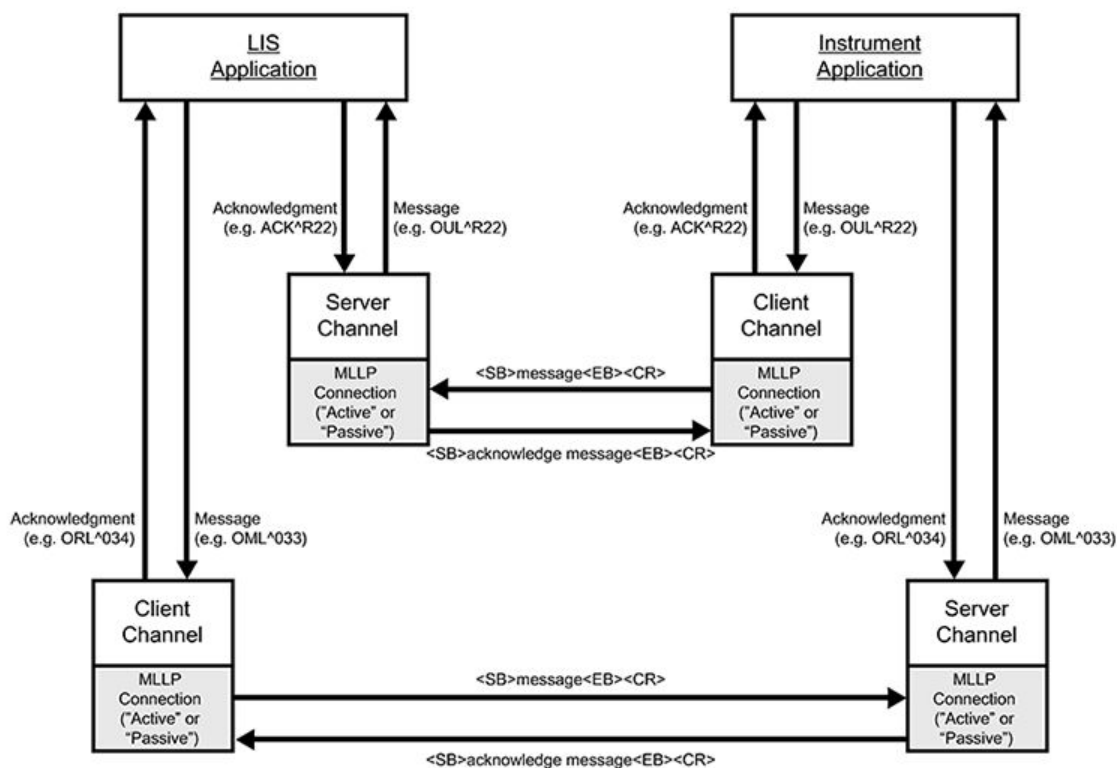 LIS
Application
Instrument
Application
Acknowledgment
(e.g. ACK^R22)
Message
(e.g. OUL^R22)
Acknowledgment
(e.g. ACK^R22)
Message
(e.g. OUL^R22)
Server
Channel
MLLP
Connection
("Active" or
"Passive")
Client
Channel
MLLP
Connection
("Active" or
"Passive")
<SB>message<EB><CR>
<SB>acknowledge message<EB><CR>
Acknowledgment
(e.g. ORL^034)
Message
(e.g. OML^033)
Acknowledgment
(e.g. ORL^034)
Message
(e.g. OML^033)
Client
Channel
MLLP
Connection
("Active" or
"Passive")
Server
Channel
MLLP
Connection
("Active" or
"Passive")
<SB>message<EB><CR>
<SB>acknowledge message<EB><CR>